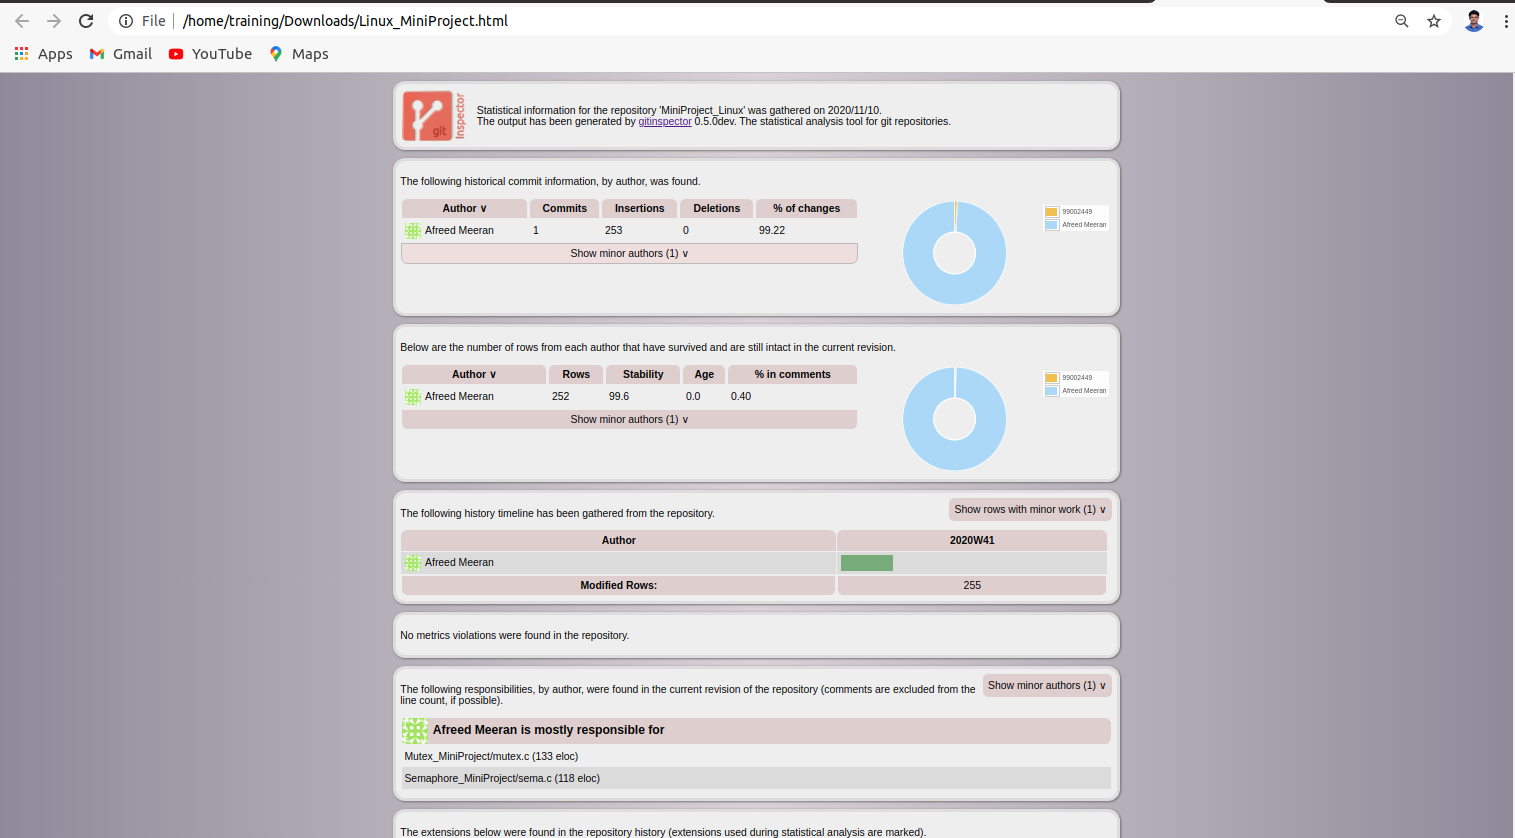 File
/home/training/Downloads/Linux_MiniProject.html
Apps
Gmail
YouTube
Maps
git
Inspector
Statistical information for the repository 'MiniProject_Linux' was gathered on 2020/11/10.
The output has been generated by gitinspector 0.5.0dev. The statistical analysis tool for git repositories.
The following historical commit information, by author, was found.
Author ∨ Commits Insertions Deletions % of changes
Afreed Meeran 1 253 0 99.22
Show minor authors (1) ∨
99002449
Afreed Meeran
Below are the number of rows from each author that have survived and are still intact in the current revision.
Author ∨ Rows Stability Age % in comments
Afreed Meeran 252 99.6 0.0 0.40
Show minor authors (1) ∨
99002449
Afreed Meeran
The following history timeline has been gathered from the repository.
Show rows with minor work (1) ∨
Author 2020W41
Afreed Meeran
Modified Rows: 255
No metrics violations were found in the repository.
The following responsibilities, by author, were found in the current revision of the repository (comments are excluded from the
line count, if possible).
Show minor authors (1) ∨
Afreed Meeran is mostly responsible for
Mutex_MiniProject/mutex.c (133 eloc)
Semaphore_MiniProject/sema.c (118 eloc)
The extensions below were found in the repository history (extensions used during statistical analysis are marked).